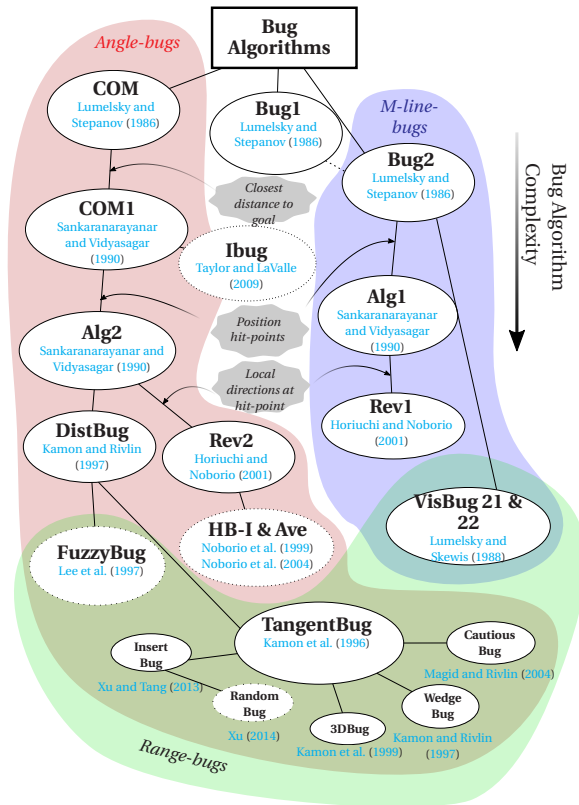 Bug
Algorithms
Angle-bugs
COM
Lumelsky and
Stepanov (1986)
Bug1
Lumelsky and
Stepanov (1986)
M-line-
bugs
Bug2
Lumelsky and
Stepanov (1986)
Bug Algorithm
Complexity
Closest
distance to
goal
COM1
Sankaranarayanar
and Vidyasagar
(1990)
Ibug
Taylor and LaValle
(2009)
Alg1
Sankaranarayanar
and Vidyasagar
(1990)
Position
hit-points
Alg2
Sankaranarayanar and
Vidyasagar (1990)
Local
directions at
hit-point
Rev1
Horiuchi and Noborio
(2001)
DistBug
Kamon and Rivlin
(1997)
Rev2
Horiuchi and
Noborio (2001)
VisBug 21 &
22
Lumelsky and
Skewis (1988)
HB-I & Ave
Noborio et al. (1999)
Noborio et al. (2004)
FuzzyBug
Lee et al. (1997)
TangentBug
Kamon et al. (1996)
Cautious
Bug
Magid and Rivlin (2004)
Insert
Bug
Xu and Tang (2013)
Random
Bug
Xu (2014)
3DBug
Kamon et al. (1999)
Wedge
Bug
Kamon and Rivlin
(1997)
Range-bugs